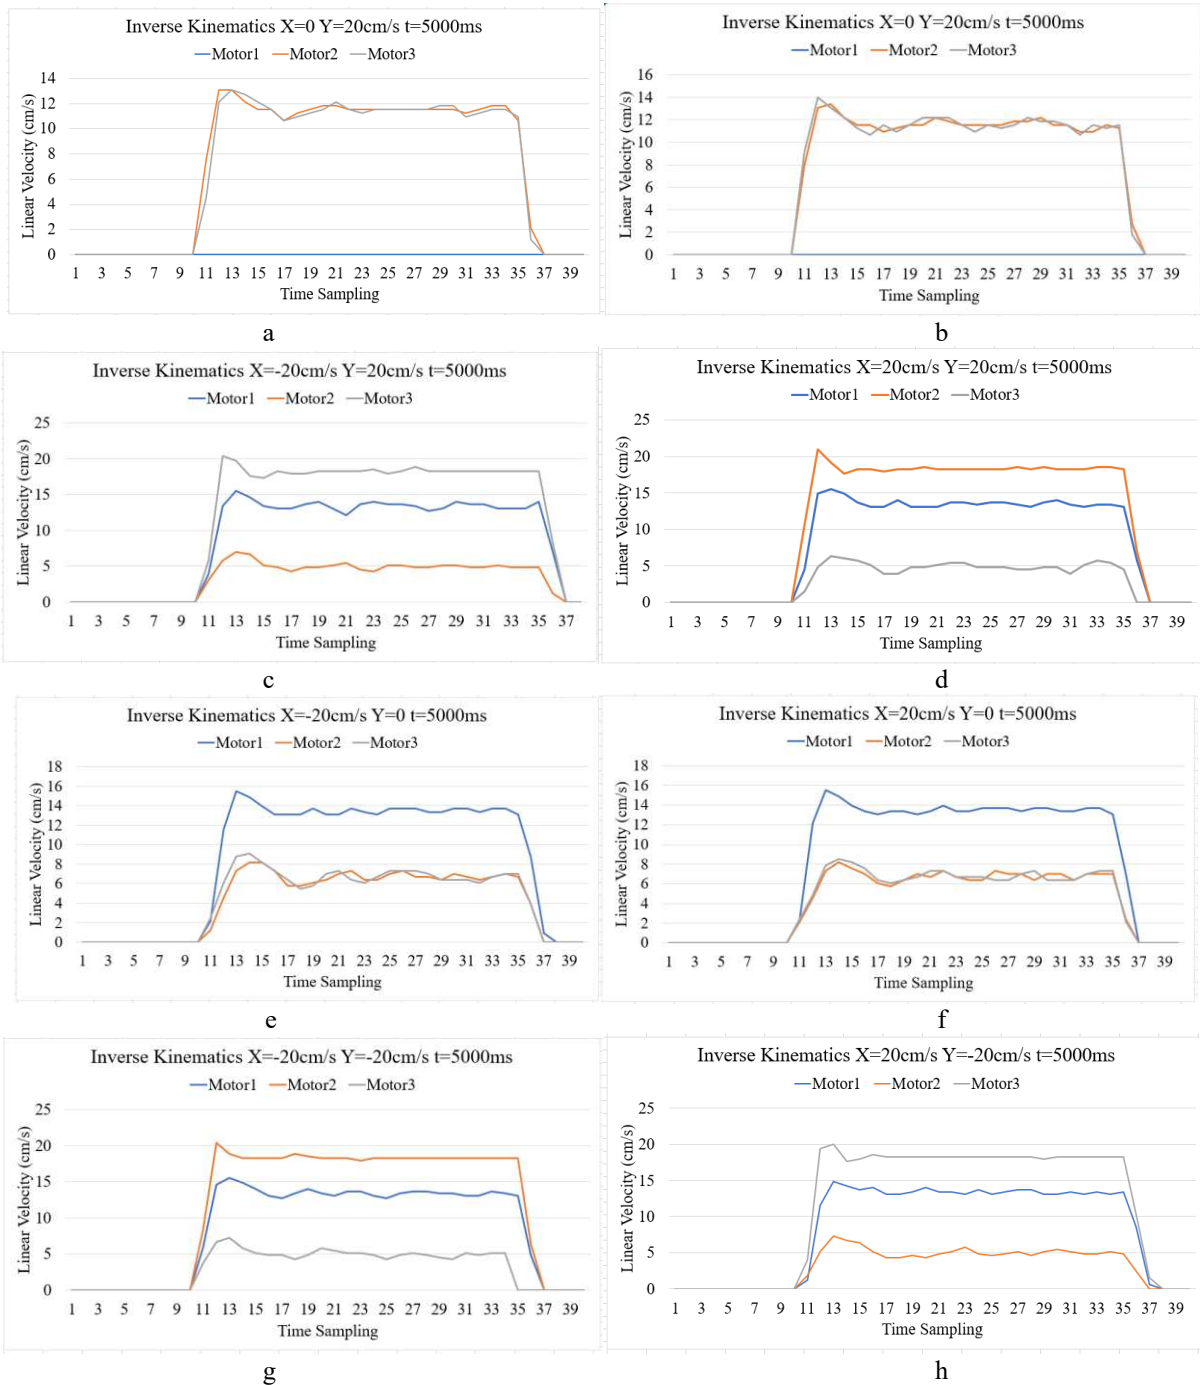 Inverse Kinematics X=0 Y=20cm/s t=5000ms
Motor1 Motor2 Motor3
Linear Velocity (cm/s)
14
12
10
8
6
4
2
0
1 3 5 7 9 11 13 15 17 19 21 23 25 27 29 31 33 35 37 39
Time Sampling
a
Inverse Kinematics X=0 Y=20cm/s t=5000ms
Motor1 Motor2 Motor3
Linear Velocity (cm/s)
16
14
12
10
8
6
4
2
0
1 3 5 7 9 11 13 15 17 19 21 23 25 27 29 31 33 35 37 39
Time Sampling
b
Inverse Kinematics X=-20cm/s Y=20cm/s t=5000ms
Motor1 Motor2 Motor3
Linear Velocity (cm/s)
25
20
15
10
5
0
1 3 5 7 9 11 13 15 17 19 21 23 25 27 29 31 33 35 37
Time Sampling
c
Inverse Kinematics X=20cm/s Y=20cm/s t=5000ms
Motor1 Motor2 Motor3
Linear Velocity (cm/s)
25
20
15
10
5
0
1 3 5 7 9 11 13 15 17 19 21 23 25 27 29 31 33 35 37 39
Time Sampling
d
Inverse Kinematics X=-20cm/s Y=0 t=5000ms
Motor1 Motor2 Motor3
Linear Velocity (cm/s)
18
16
14
12
10
8
6
4
2
0
1 3 5 7 9 11 13 15 17 19 21 23 25 27 29 31 33 35 37 39
Time Sampling
e
Inverse Kinematics X=20cm/s Y=0 t=5000ms
Motor1 Motor2 Motor3
Linear Velocity (cm/s)
18
16
14
12
10
8
6
4
2
0
1 3 5 7 9 11 13 15 17 19 21 23 25 27 29 31 33 35 37 39
Time Sampling
f
Inverse Kinematics X=-20cm/s Y=-20cm/s t=5000ms
Motor1 Motor2 Motor3
Linear Velocity (cm/s)
25
20
15
10
5
0
1 3 5 7 9 11 13 15 17 19 21 23 25 27 29 31 33 35 37 39
Time Sampling
g
Inverse Kinematics X=20cm/s Y=-20cm/s t=5000ms
Motor1 Motor2 Motor3
Linear Velocity (cm/s)
25
20
15
10
5
0
1 3 5 7 9 11 13 15 17 19 21 23 25 27 29 31 33 35 37 39
Time Sampling
h